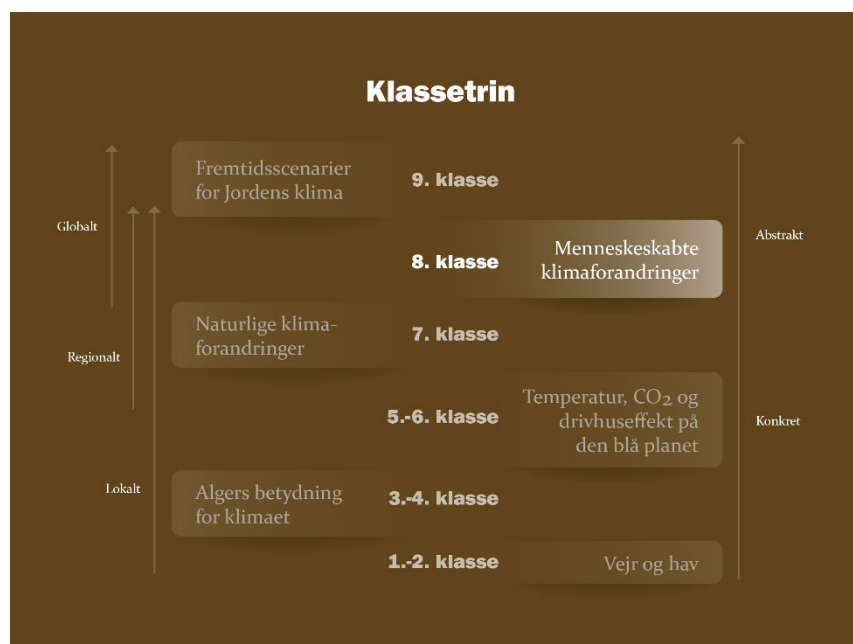 Klassetrin
Fremtidsscenarier
for Jordens klima
9. klasse
Globalt
Abstrakt
8. klasse
Menneskeskabte
klimaforandringer
Naturlige klima-
forandringer
7. klasse
Regionalt
5.-6. klasse
Temperatur, CO2 og
drivhuseffekt på
den blå planet
Konkret
Lokalt
Algers betydning
for klimaet
3.-4. klasse
1.-2. klasse
Vejr og hav